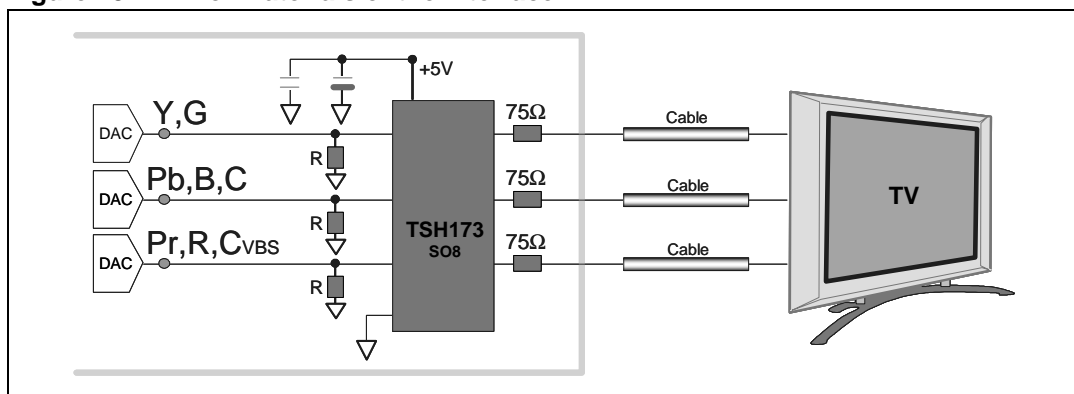 +5V
Y,G
DAC
R
75Ω
Cable
Pb,B,C
DAC
R
75Ω
Cable
TSH173
SO8
TV
Pr,R,CVBS
DAC
R
75Ω
Cable